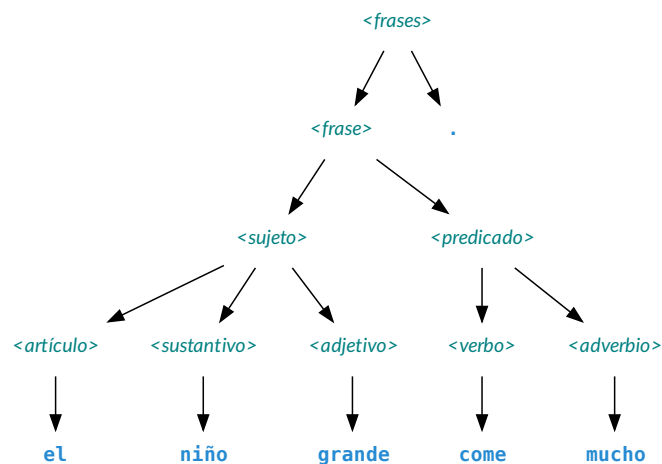 <frases>
<frase> .
<sujeto> <predicado>
<artículo> <sustantivo> <adjetivo> <verbo> <adverbio>
el niño grande come mucho